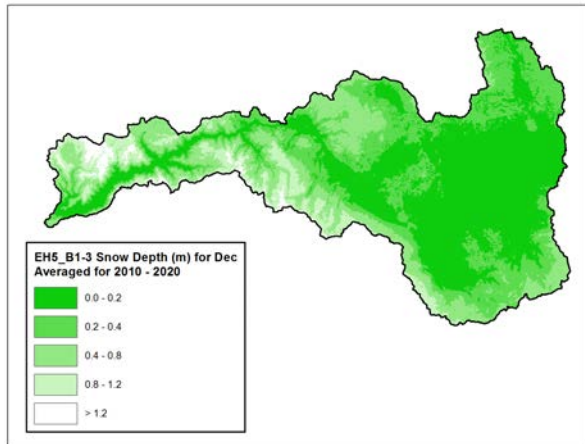 EH5_B1-3 Snow Depth (m) for Dec
Averaged for 2010 - 2020
0.0 - 0.2
0.2 - 0.4
0.4 - 0.8
0.8 - 1.2
> 1.2